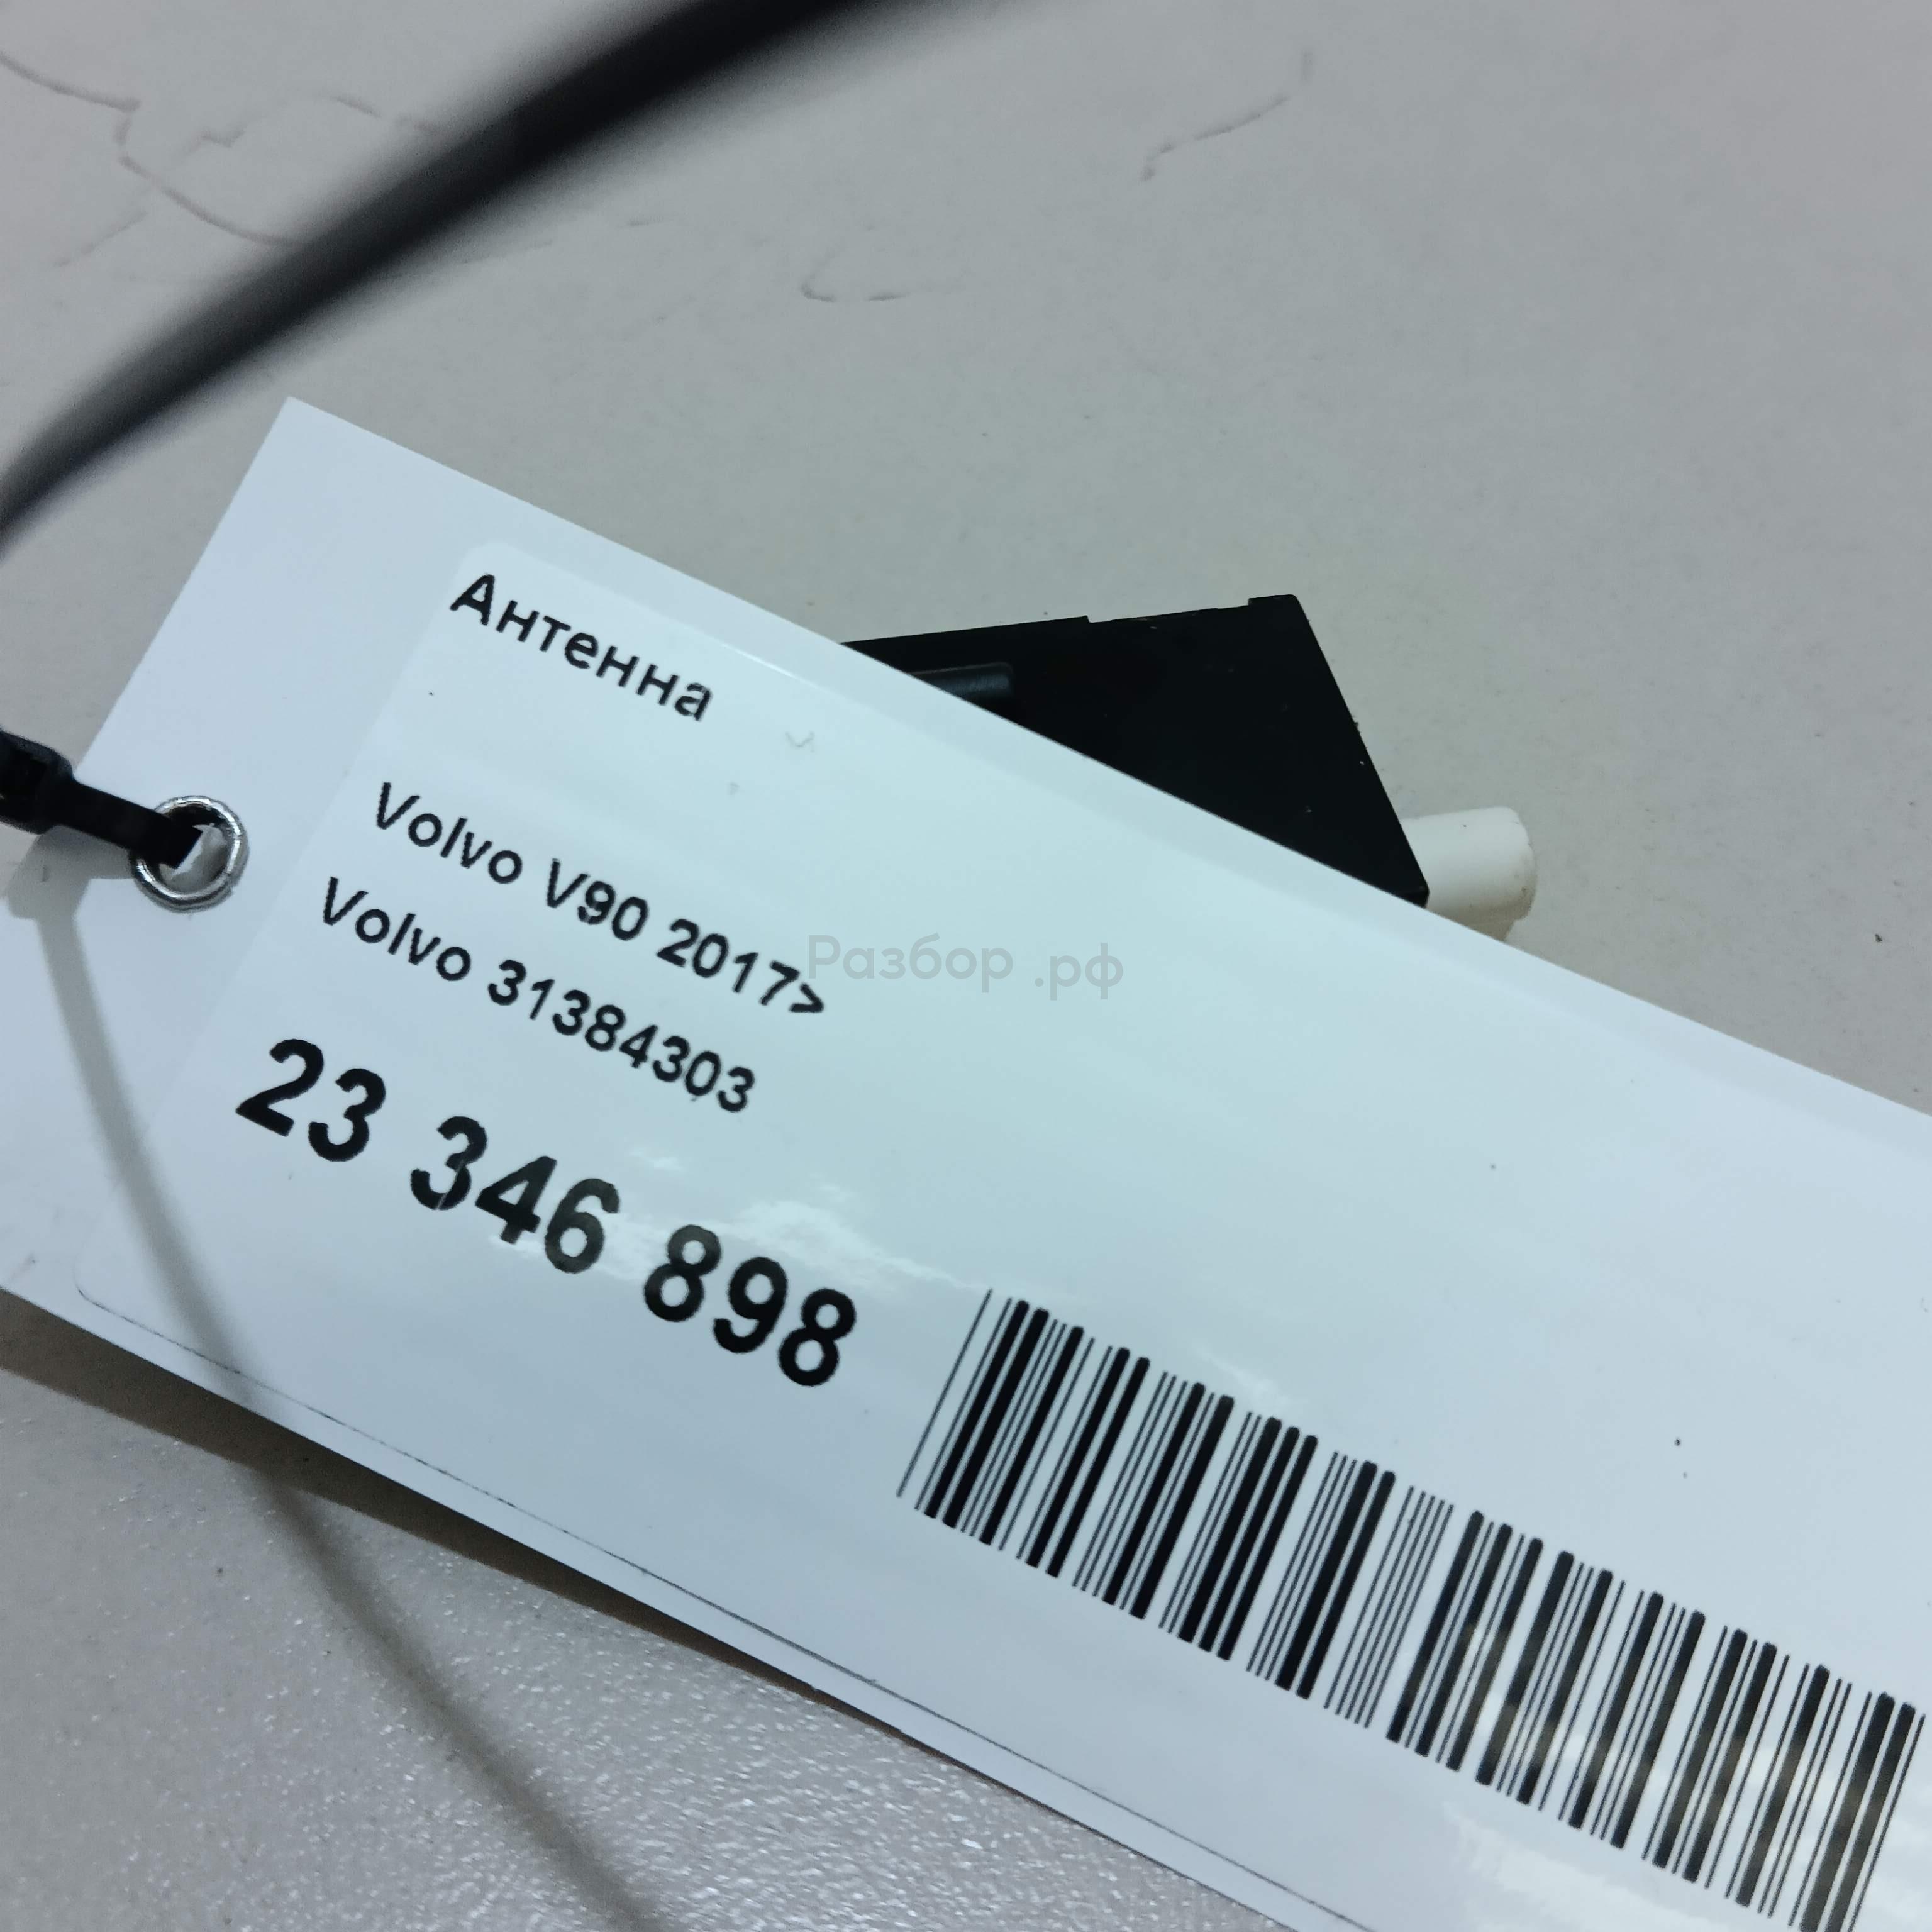 Антенна
Volvo V90 2017>
Volvo 31384303
23 346 898
Разбор .рф